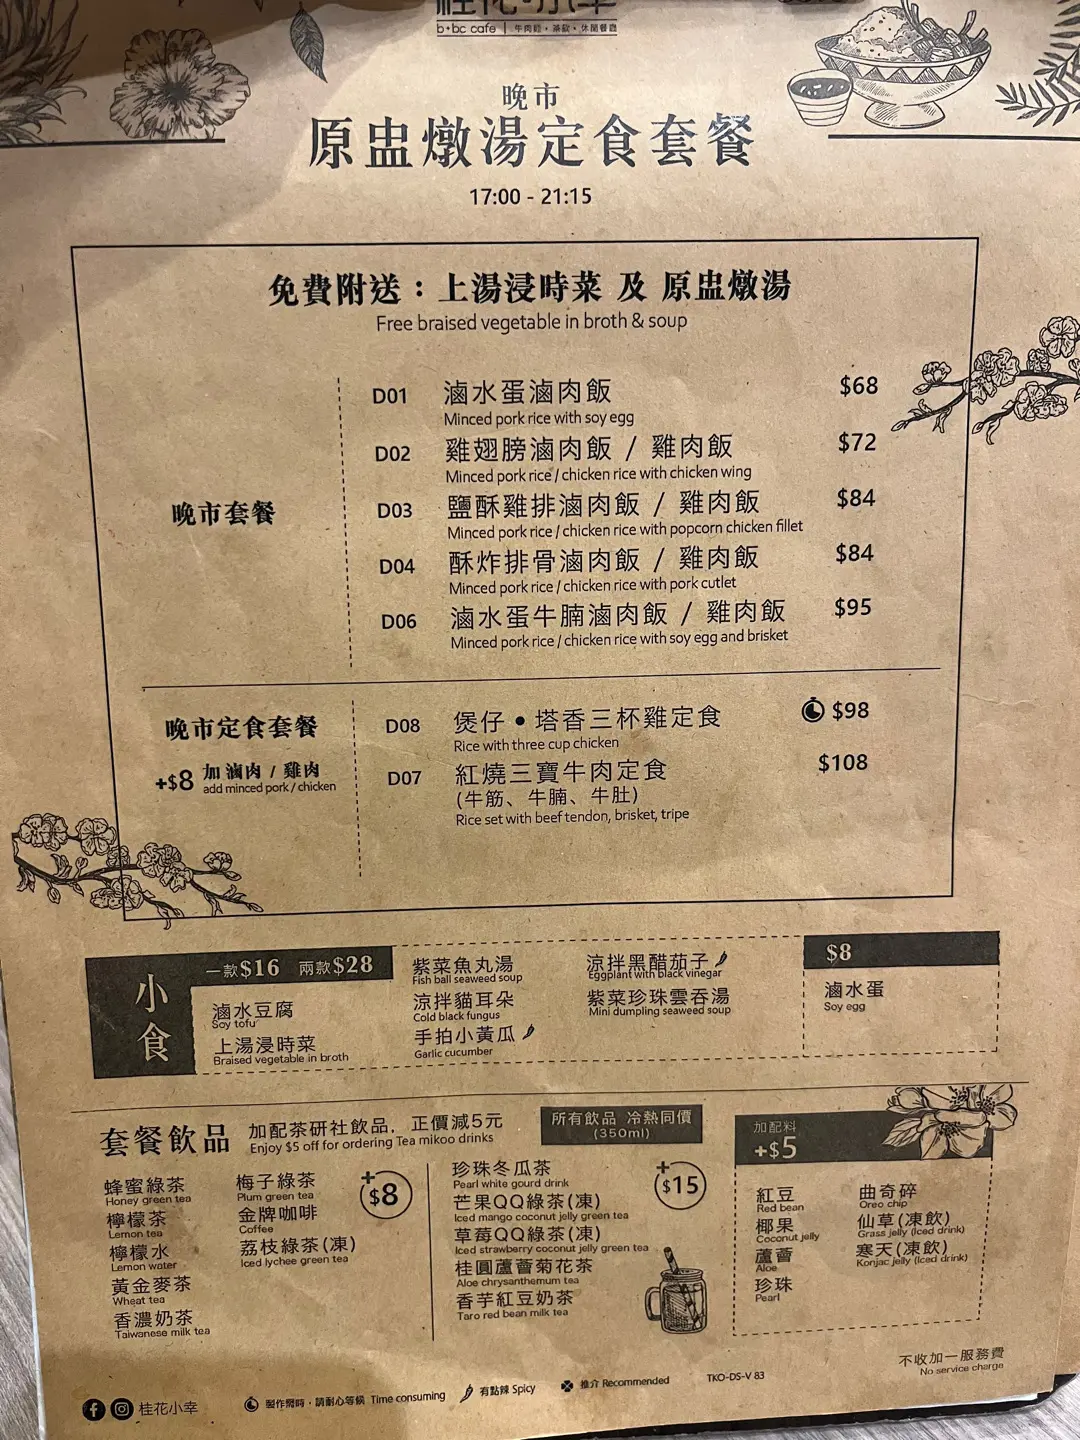 b+bc cafe | 牛肉麵・茶飲・休閒餐廳
晚市
原盅燉湯定食套餐
17:00 - 21:15
免費附送：上湯浸時菜 及 原盅燉湯
Free braised vegetable in broth & soup
晚市套餐
D01 滷水蛋滷肉飯 $68
Minced pork rice with soy egg
D02 雞翅膀滷肉飯 / 雞肉飯 $72
Minced pork rice / chicken rice with chicken wing
D03 鹽酥雞排滷肉飯 / 雞肉飯 $84
Minced pork rice / chicken rice with popcorn chicken fillet
D04 酥炸排骨滷肉飯 / 雞肉飯 $84
Minced pork rice / chicken rice with pork cutlet
D06 滷水蛋牛腩滷肉飯 / 雞肉飯 $95
Minced pork rice / chicken rice with soy egg and brisket
晚市定食套餐
+$8 加滷肉 / 雞肉
add minced pork / chicken
D08 煲仔 • 塔香三杯雞定食 $98
Rice with three cup chicken
D07 紅燒三寶牛肉定食 $108
(牛筋、牛腩、牛肚)
Rice set with beef tendon, brisket, tripe
小食
一款$16 兩款$28
滷水豆腐
Soy tofu
上湯浸時菜
Braised vegetable in broth
紫菜魚丸湯
Fish ball seaweed soup
涼拌貓耳朵
Cold black fungus
手拍小黃瓜
Garlic cucumber
涼拌黑醋茄子
Eggplant with black vinegar
紫菜珍珠雲吞湯
Mini dumpling seaweed soup
$8
滷水蛋
Soy egg
套餐飲品
加配茶研社飲品，正價減5元
Enjoy $5 off for ordering Tea mikoo drinks
所有飲品 冷熱同價
(350ml)
蜂蜜綠茶
Honey green tea
檸檬茶
Lemon tea
檸檬水
Lemon water
黃金麥茶
Wheat tea
香濃奶茶
Taiwanese milk tea
梅子綠茶
Plum green tea
金牌咖啡
Coffee
荔枝綠茶(凍)
Iced lychee green tea
+$8
珍珠冬瓜茶
Pearl white gourd drink
芒果QQ綠茶(凍)
Iced mango coconut jelly green tea
草莓QQ綠茶(凍)
Iced strawberry coconut jelly green tea
桂圓蘆薈菊花茶
Aloe chrysanthemum tea
香芋紅豆奶茶
Taro red bean milk tea
+$15
加配料
+$5
紅豆
Red bean
椰果
Coconut jelly
蘆薈
Aloe
珍珠
Pearl
曲奇碎
Oreo chip
仙草(凍飲)
Grass jelly (Iced drink)
寒天(凍飲)
Konjac jelly (Iced drink)
不收加一服務費
No service charge
桂花小幸
製作需時，請耐心等候 Time consuming
有點辣 Spicy
推介 Recommended
TKO-DS-V 83